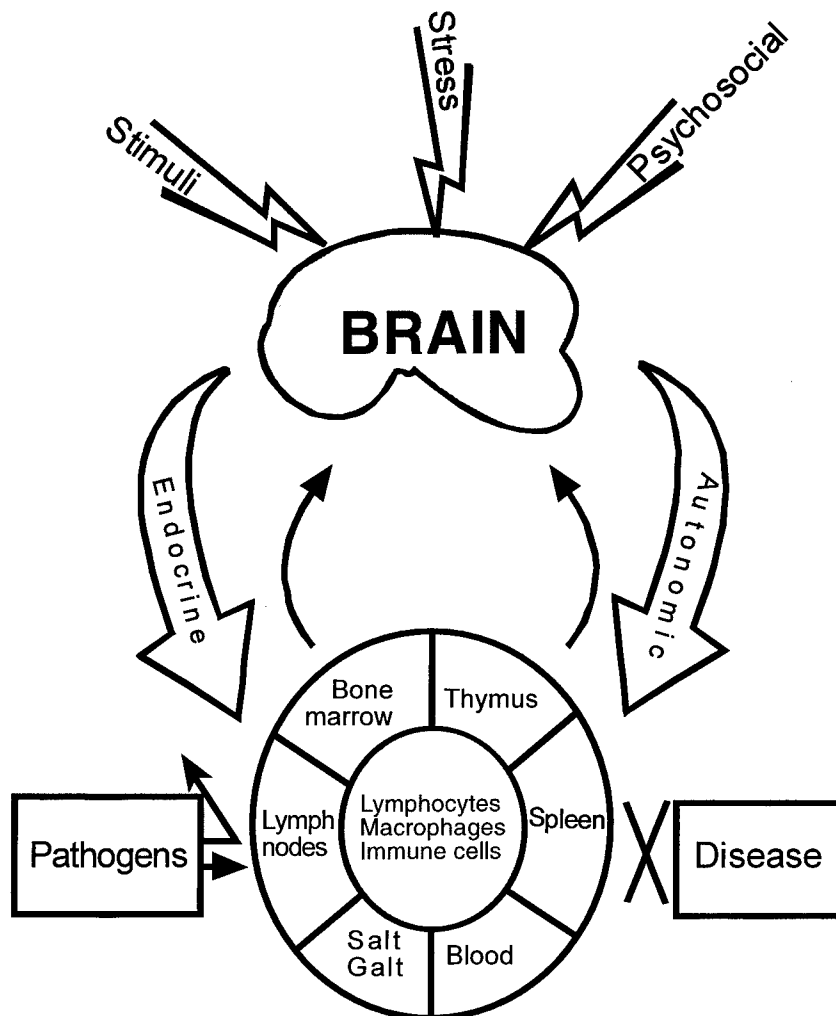 Stimuli
Stress
Psychosocial
BRAIN
Endocrine
Autonomic
Bone
marrow
Thymus
Lymph
nodes
Lymphocytes
Macrophages
Immune cells
Spleen
Salt
Galt
Blood
Pathogens
Disease